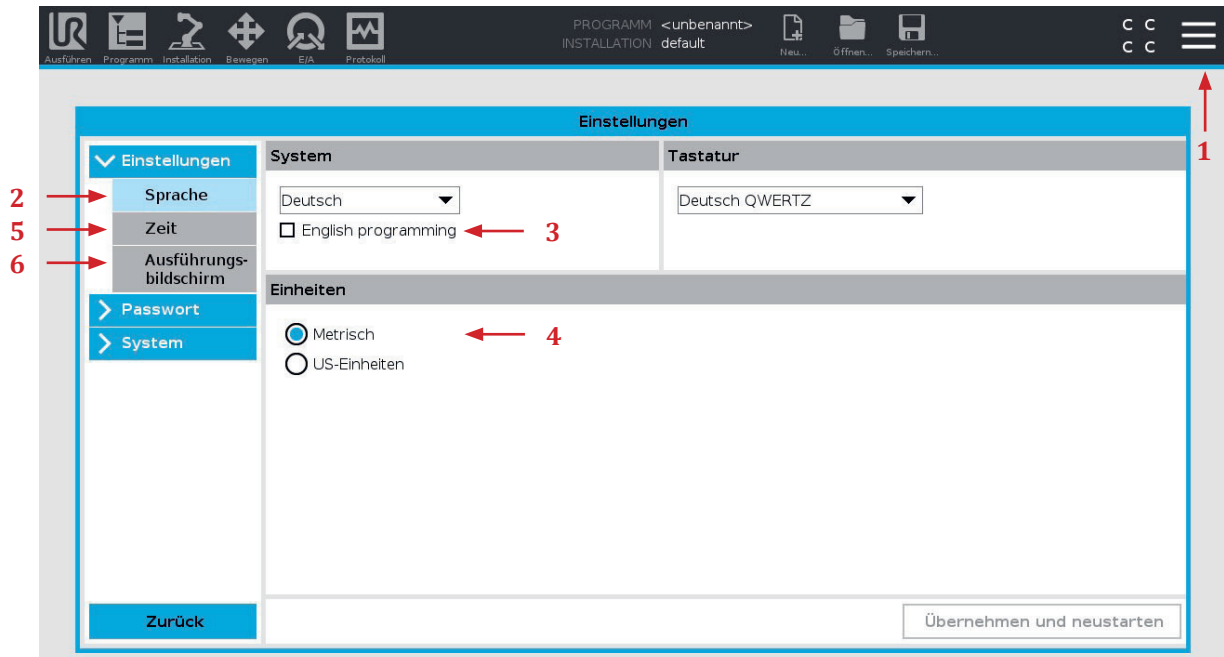 PROGRAMM <unbenannt>
INSTALLATION default
UR
Ausführen Programm Installation Bewegen E/A Protokoll
Neu... Öffnen... Speichern...
C C
C C
1
Einstellungen
Einstellungen
2 Sprache
5 Zeit
6 Ausführungs-
bildschirm
Passwort
System
Zurück
System
Deutsch
English programming 3
Tastatur
Deutsch QWERTZ
Einheiten
Metrisch 4
US-Einheiten
Übernehmen und neustarten